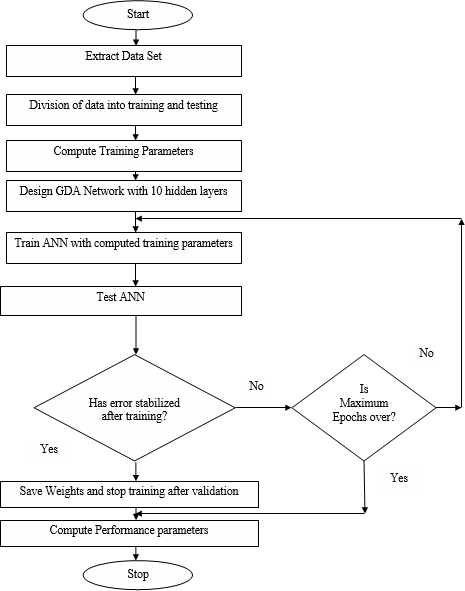 Start
Extract Data Set
Division of data into training and testing
Compute Training Parameters
Design GDA Network with 10 hidden layers
Train ANN with computed training parameters
Test ANN
Has error stabilized
after training?
No
Is
Maximum
Epochs over?
No
Yes
Yes
Save Weights and stop training after validation
Compute Performance parameters
Stop